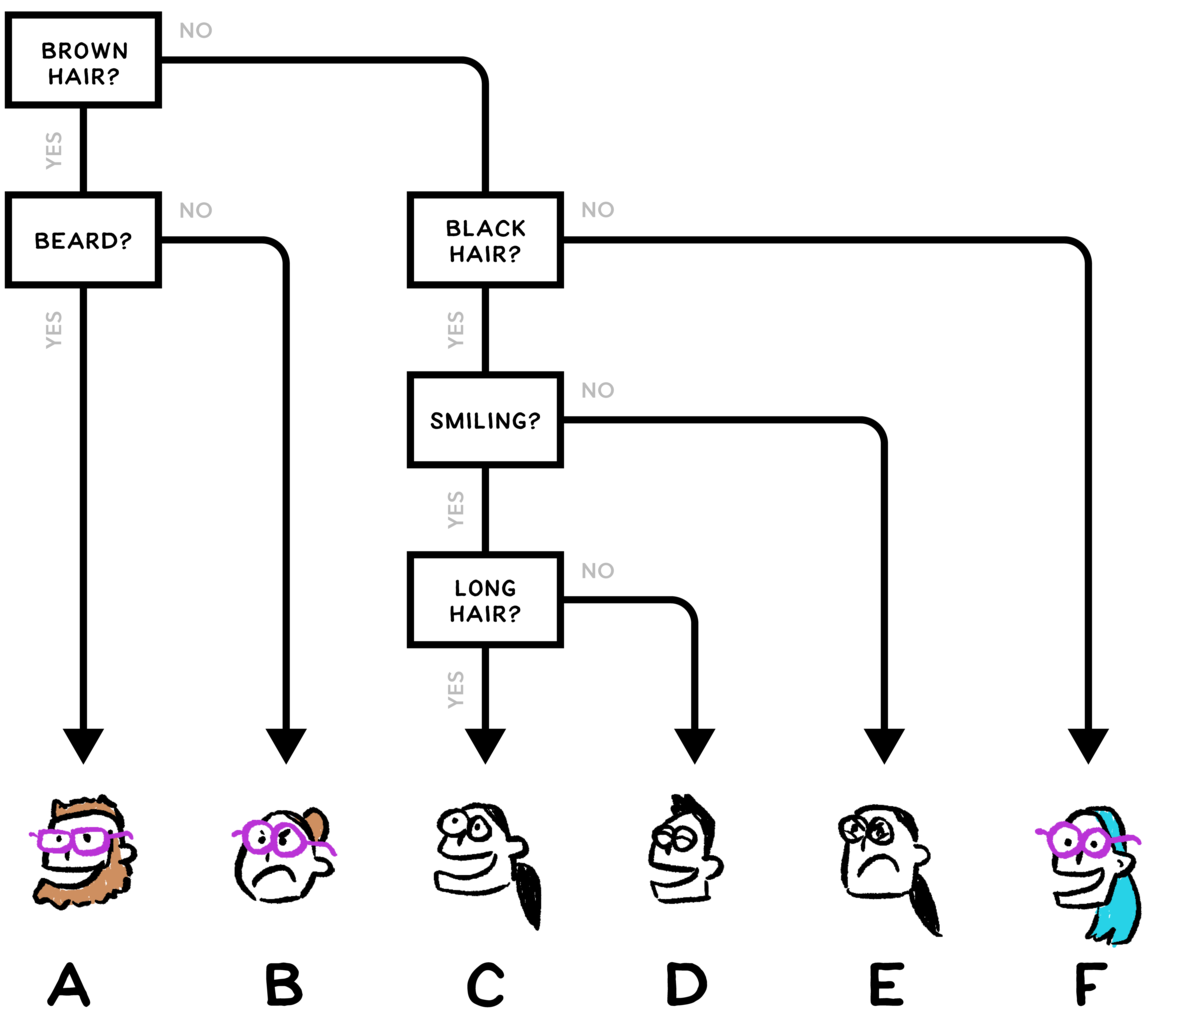 BROWN
HAIR?
NO
YES
BEARD?
NO
BLACK
HAIR?
NO
YES
YES
SMILING?
NO
YES
LONG
HAIR?
NO
YES
A
B
C
D
E
F